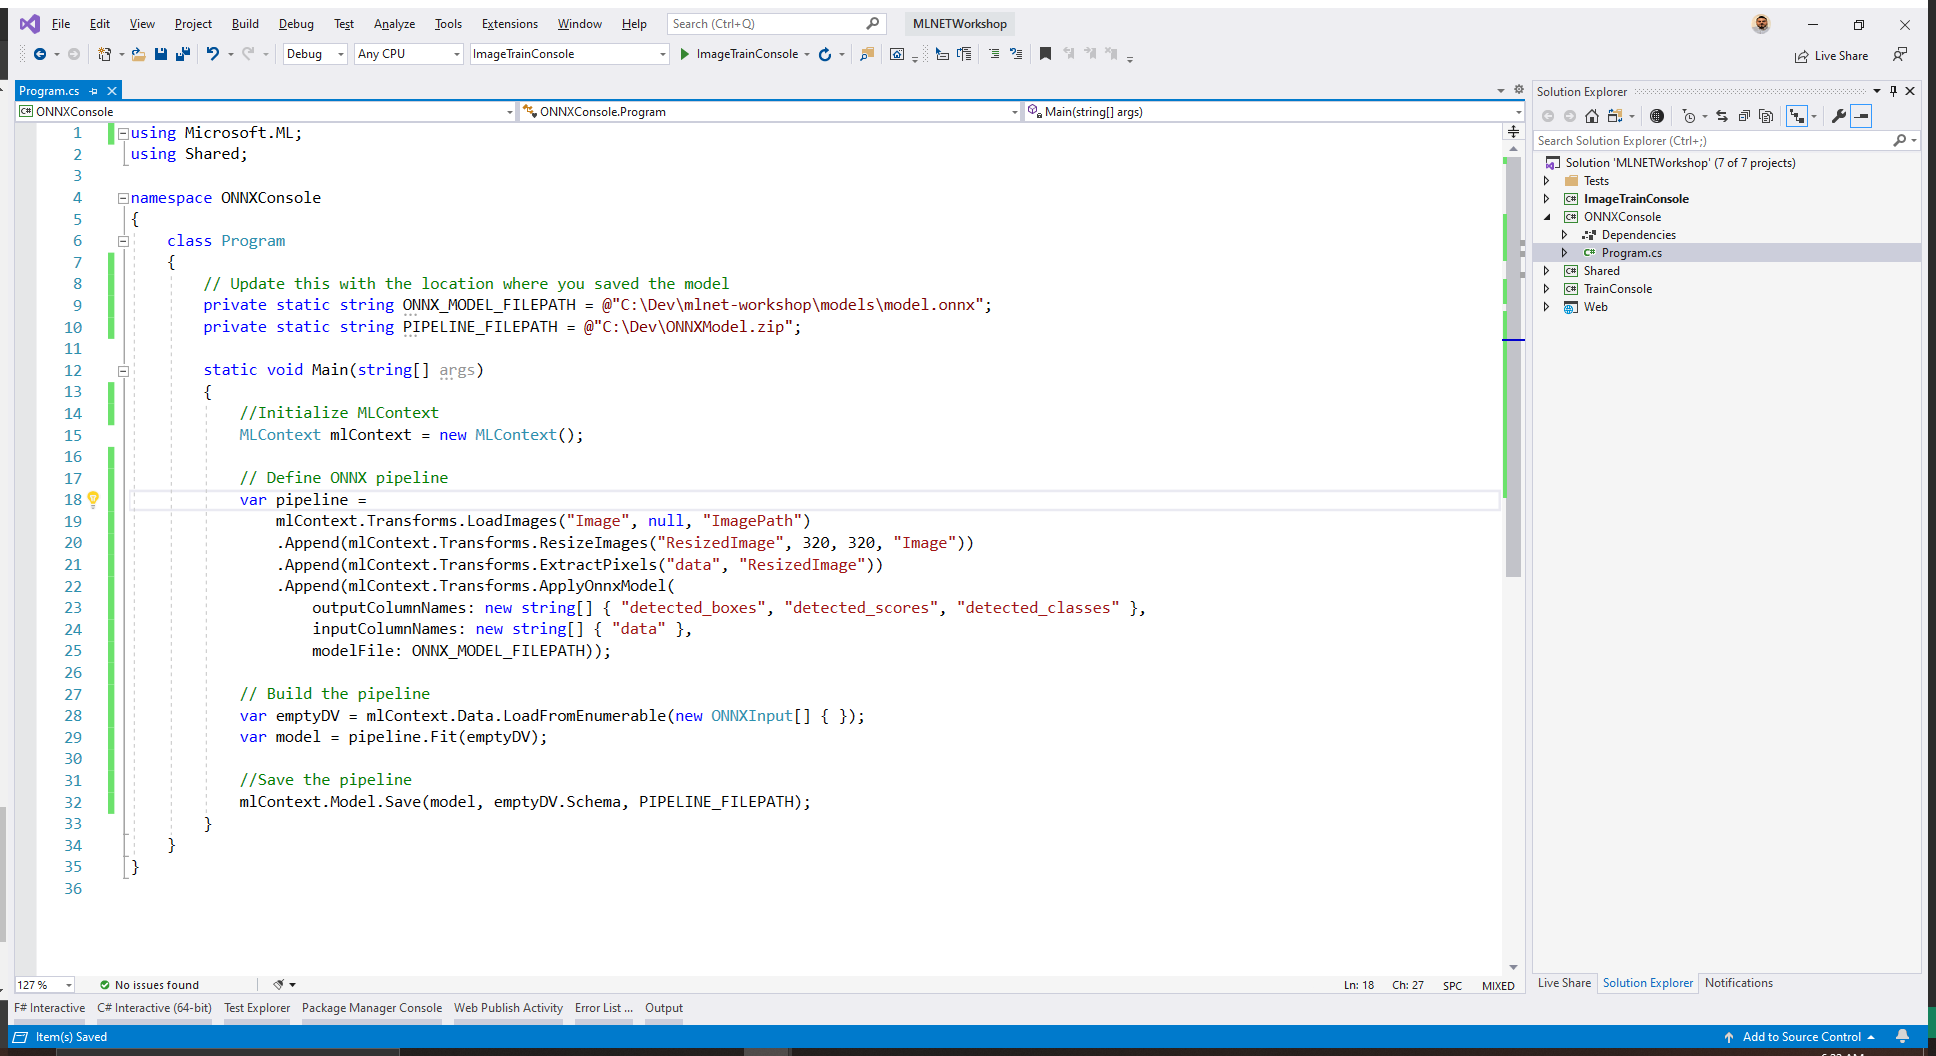 File Edit View Project Build Debug Test Analyze Tools Extensions Window Help Search (Ctrl+Q) MLNETWorkshop
Debug Any CPU ImageTrainConsole ImageTrainConsole Live Share
Program.cs
ONNXConsole ONNXConsole.Program Main(string[] args)
1 using Microsoft.ML;
2 using Shared;
3
4 namespace ONNXConsole
5 {
6 class Program
7 {
8 // Update this with the location where you saved the model
9 private static string ONNX_MODEL_FILEPATH = @"C:\Dev\mlnet-workshop\models\model.onnx";
10 private static string PIPELINE_FILEPATH = @"C:\Dev\ONNXModel.zip";
11
12 static void Main(string[] args)
13 {
14 //Initialize MLContext
15 MLContext mlContext = new MLContext();
16
17 // Define ONNX pipeline
18 var pipeline =
19 mlContext.Transforms.LoadImages("Image", null, "ImagePath")
20 .Append(mlContext.Transforms.ResizeImages("ResizedImage", 320, 320, "Image"))
21 .Append(mlContext.Transforms.ExtractPixels("data", "ResizedImage"))
22 .Append(mlContext.Transforms.ApplyOnnxModel(
23 outputColumnNames: new string[] { "detected_boxes", "detected_scores", "detected_classes" },
24 inputColumnNames: new string[] { "data" },
25 modelFile: ONNX_MODEL_FILEPATH));
26
27 // Build the pipeline
28 var emptyDV = mlContext.Data.LoadFromEnumerable(new ONNXInput[] { });
29 var model = pipeline.Fit(emptyDV);
30
31 //Save the pipeline
32 mlContext.Model.Save(model, emptyDV.Schema, PIPELINE_FILEPATH);
33 }
34 }
35 }
36
127 % No issues found Ln: 18 Ch: 27 SPC MIXED
F# Interactive C# Interactive (64-bit) Test Explorer Package Manager Console Web Publish Activity Error List ... Output
Item(s) Saved Add to Source Control
Solution Explorer
Search Solution Explorer (Ctrl+;)
Solution 'MLNETWorkshop' (7 of 7 projects)
Tests
C# ImageTrainConsole
C# ONNXConsole
Dependencies
C# Program.cs
C# Shared
C# TrainConsole
Web
Live Share Solution Explorer Notifications